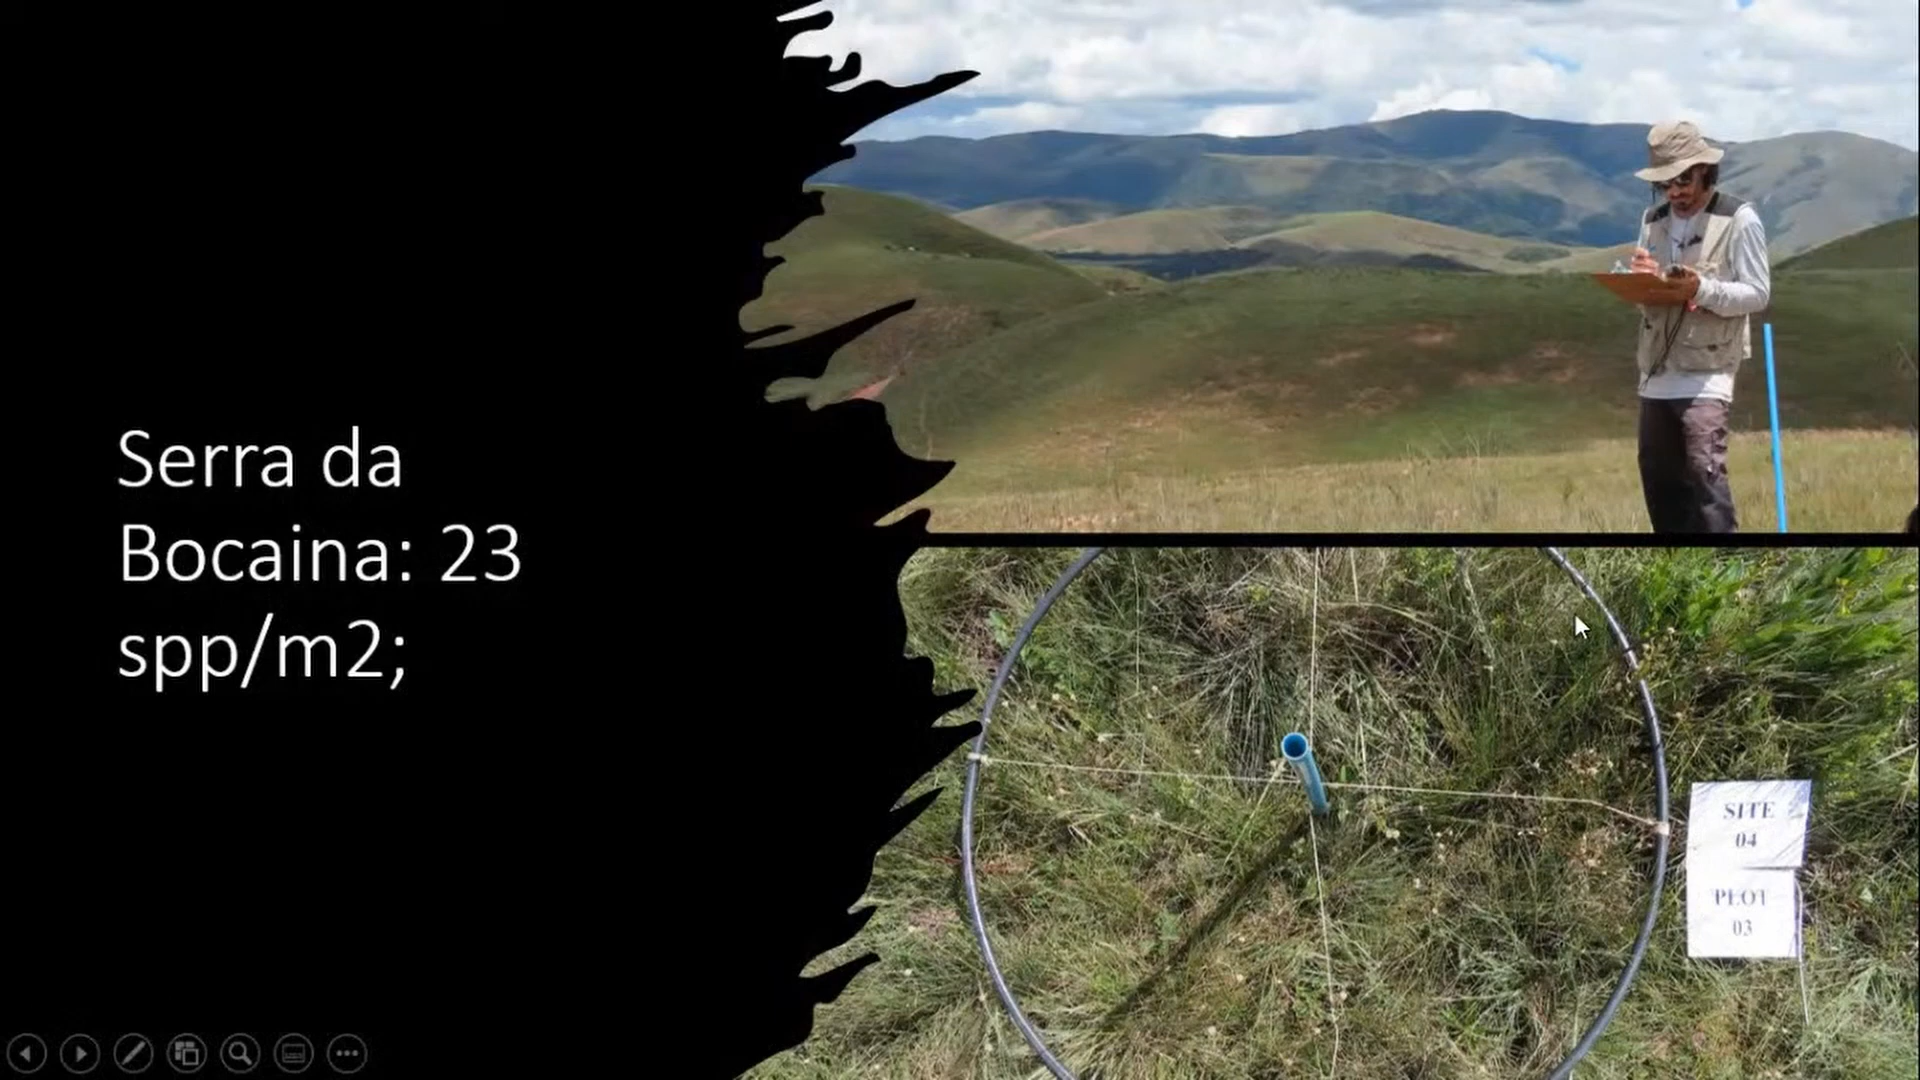 Serra da
Bocaina: 23
spp/m2;
SITE
04
PLOT
03